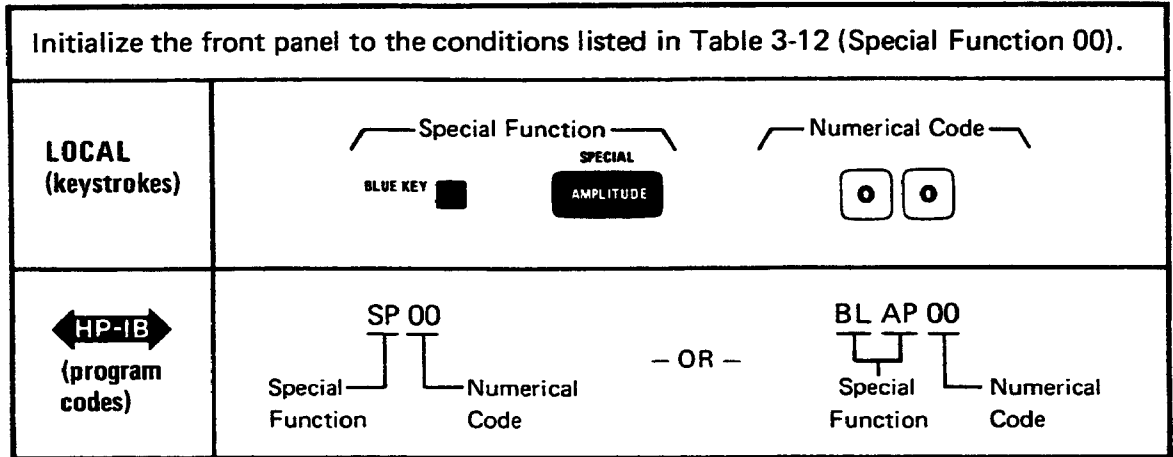 Initialize the front panel to the conditions listed in Table 3-12 (Special Function 00).
LOCAL
(keystrokes)
Special Function
BLUE KEY
SPECIAL
AMPLITUDE
Numerical Code
0 0
HP-IB
(program
codes)
SP 00
Special
Function
Numerical
Code
– OR –
BL AP 00
Special
Function
Numerical
Code